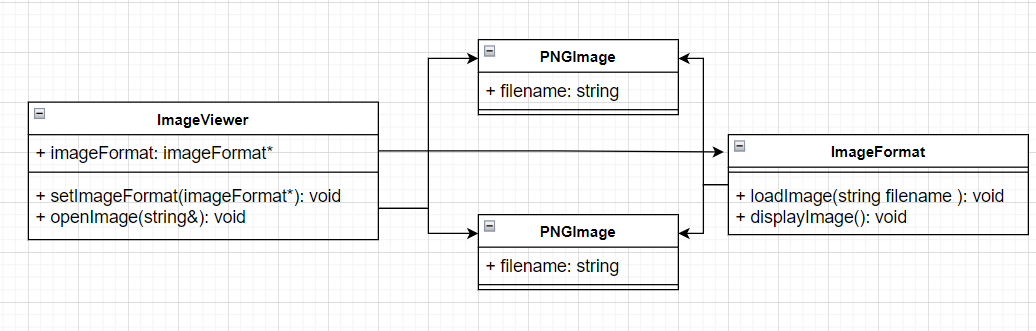 PNGImage
+ filename: string
ImageViewer
+ imageFormat: imageFormat*
+ setImageFormat(imageFormat*): void
+ openImage(string&): void
ImageFormat
+ loadImage(string filename ): void
+ displayImage(): void
PNGImage
+ filename: string